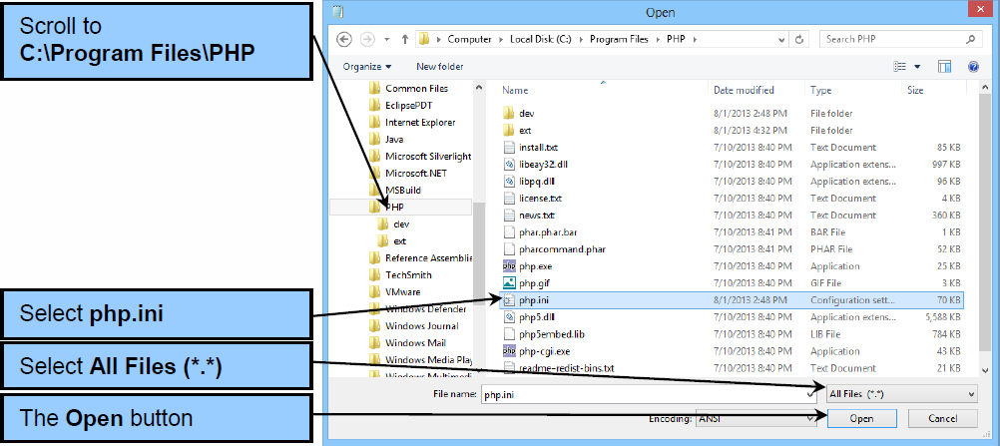 Scroll to
C:\Program Files\PHP
Select php.ini
Select All Files (*.*)
The Open button
Open
Computer Local Disk (C:) Program Files PHP Search PHP
Organize New folder
Name Date modified Type Size
Common Files
EclipsePDT
Internet Explorer
Java
Microsoft Silverlight
Microsoft.NET
MSBuild
PHP
dev
ext
Reference Assemblie
TechSmith
VMware
Windows Defender
Windows Journal
Windows Mail
Windows Media Play
Windows Multimed
dev 8/1/2013 2:48 PM File folder
ext 8/1/2013 4:32 PM File folder
install.txt 7/10/2013 8:40 PM Text Document 85 KB
libeay32.dll 7/10/2013 8:40 PM Application extens... 997 KB
libpq.dll 7/10/2013 8:40 PM Application extens... 96 KB
license.txt 7/10/2013 8:40 PM Text Document 4 KB
news.txt 7/10/2013 8:40 PM Text Document 360 KB
phar.phar.bar 7/10/2013 8:41 PM BAR File 1 KB
pharcommand.phar 7/10/2013 8:41 PM PHAR File 52 KB
php php.exe 7/10/2013 8:40 PM Application 25 KB
php.gif 7/10/2013 8:40 PM GIF File 3 KB
php.ini 8/1/2013 2:48 PM Configuration sett... 70 KB
php5.dll 7/10/2013 8:40 PM Application extens... 5,588 KB
php5embed.lib 7/10/2013 8:40 PM LIB File 784 KB
php php-cgi.exe 7/10/2013 8:40 PM Application 43 KB
readme-redist-bins.txt 7/10/2013 8:40 PM Text Document 21 KB
File name: php.ini All Files (*.*)
Encoding: ANSI Open Cancel